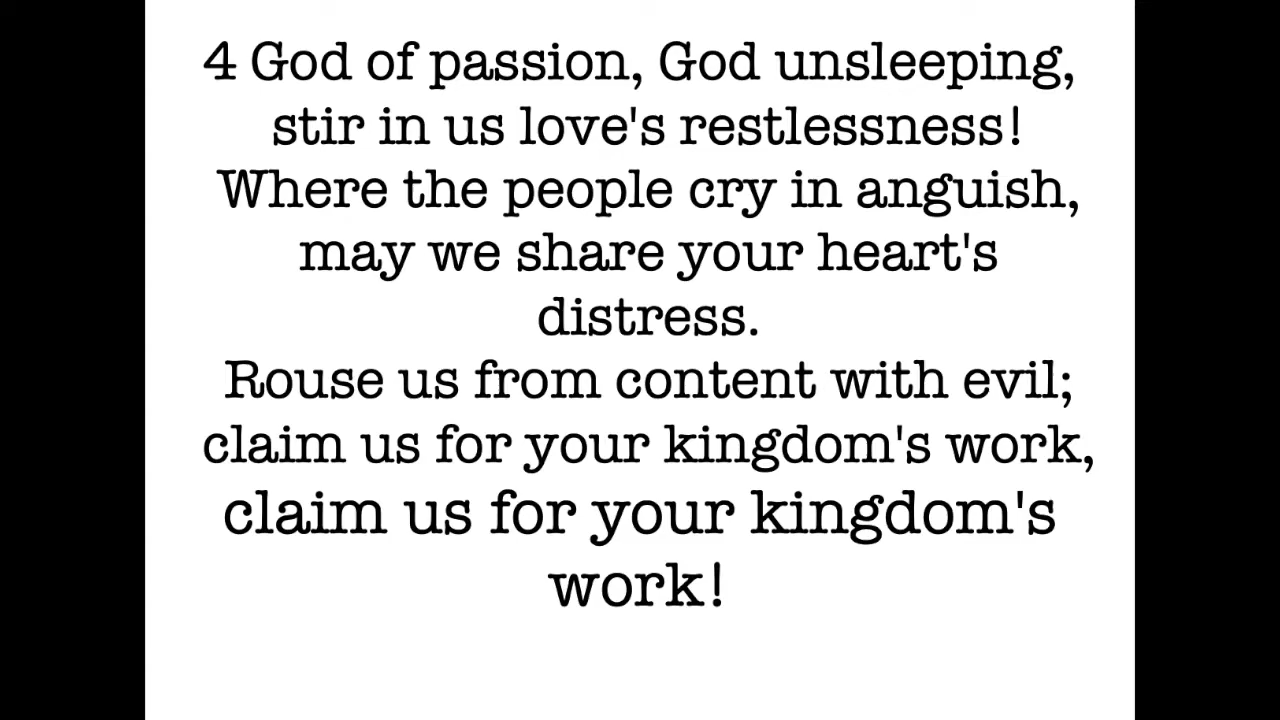 4 God of passion, God unsleeping,
stir in us love's restlessness!
Where the people cry in anguish,
may we share your heart's
distress.
Rouse us from content with evil;
claim us for your kingdom's work,
claim us for your kingdom's
work!